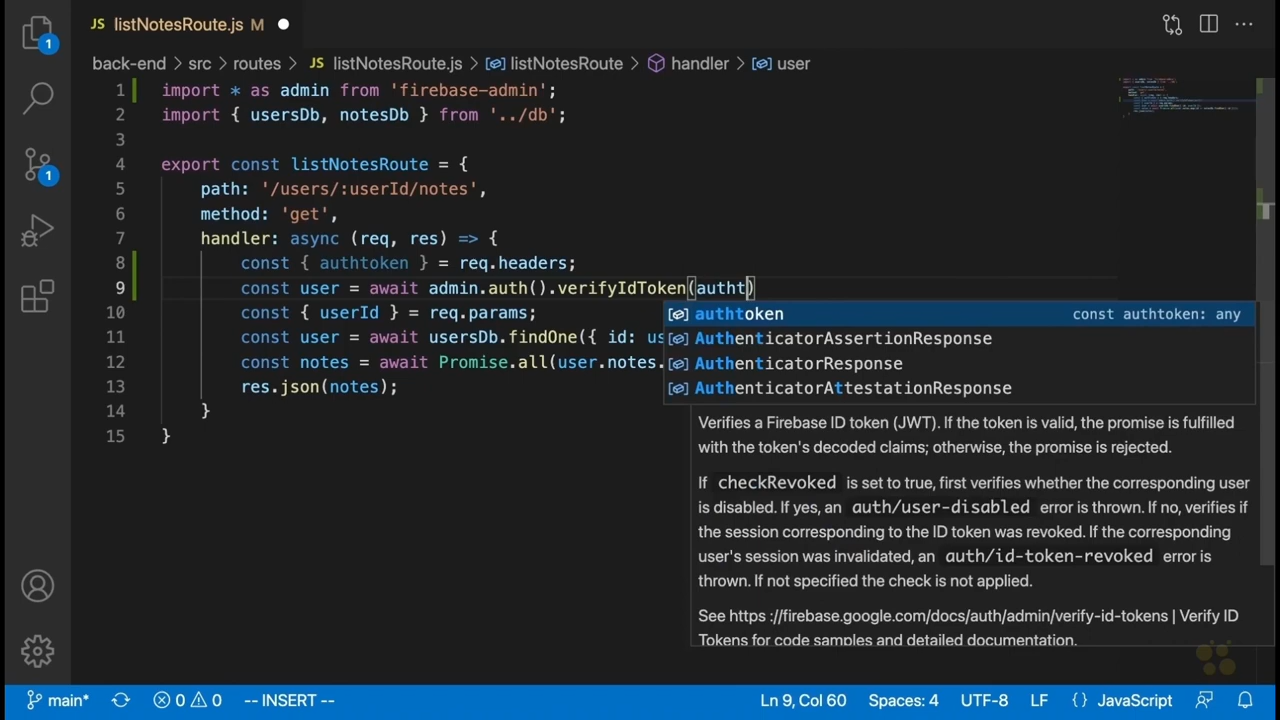 1
JS listNotesRoute.js M
back-end > src > routes > JS listNotesRoute.js > listNotesRoute > handler > user
1 import * as admin from 'firebase-admin';
2 import { usersDb, notesDb } from '../db';
3
4 export const listNotesRoute = {
5 path: '/users/:userId/notes',
6 method: 'get',
7 handler: async (req, res) => {
8 const { authtoken } = req.headers;
9 const user = await admin.auth().verifyIdToken(autht)
10 const { userId } = req.params;
11 const user = await usersDb.findOne({ id: us
12 const notes = await Promise.all(user.notes.
13 res.json(notes);
14 }
15 }
1
authtoken const authtoken: any
AuthenticatorAssertionResponse
AuthenticatorResponse
AuthenticatorAttestationResponse
Verifies a Firebase ID token (JWT). If the token is valid, the promise is fulfilled
with the token's decoded claims; otherwise, the promise is rejected.
If checkRevoked is set to true, first verifies whether the corresponding user
is disabled. If yes, an auth/user-disabled error is thrown. If no, verifies if
the session corresponding to the ID token was revoked. If the corresponding
user's session was invalidated, an auth/id-token-revoked error is
thrown. If not specified the check is not applied.
See https ://firebase.google.com/docs/auth/admin/verify-id-tokens | Verify ID
Tokens for code samples and detailed documentation.
main* 0 0 -- INSERT -- Ln 9, Col 60 Spaces: 4 UTF-8 LF {} JavaScript